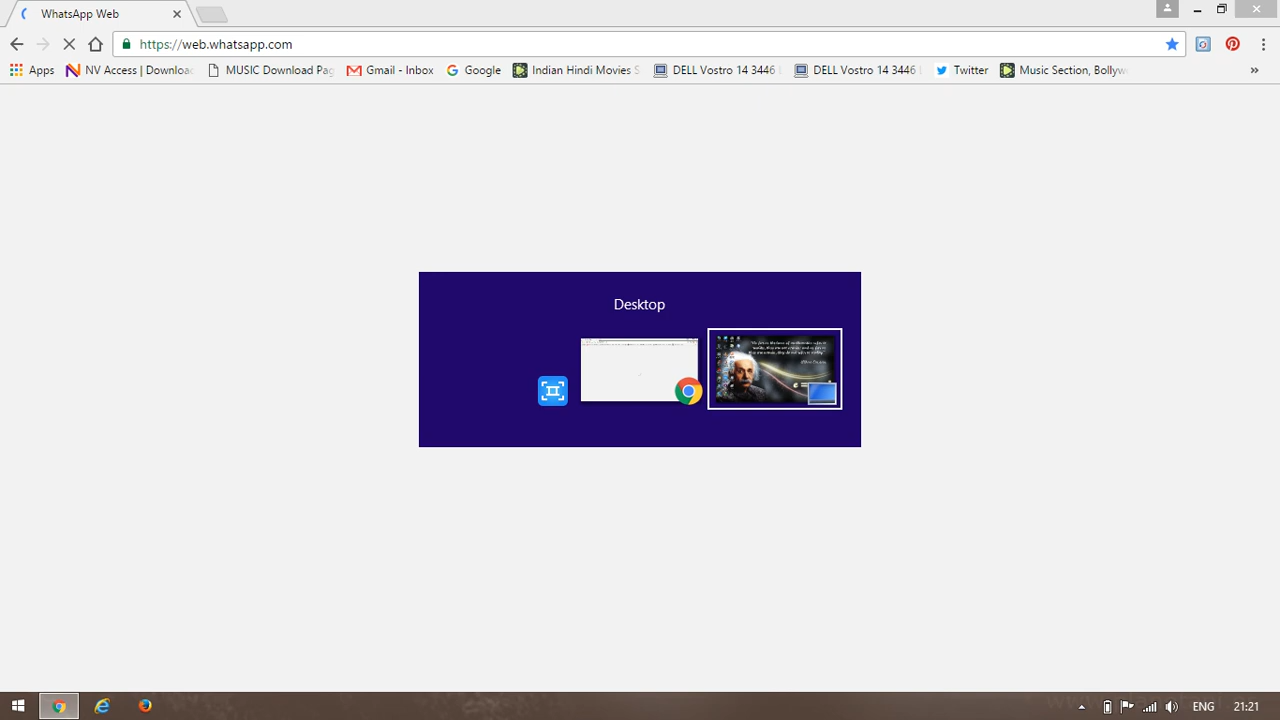 WhatsApp Web
https://web.whatsapp.com
Apps NV Access | Downloa MUSIC Download Pag Gmail - Inbox Google Indian Hindi Movies S DELL Vostro 14 3446 DELL Vostro 14 3446 Twitter Music Section, Bollyw »
Desktop
ENG 21:21